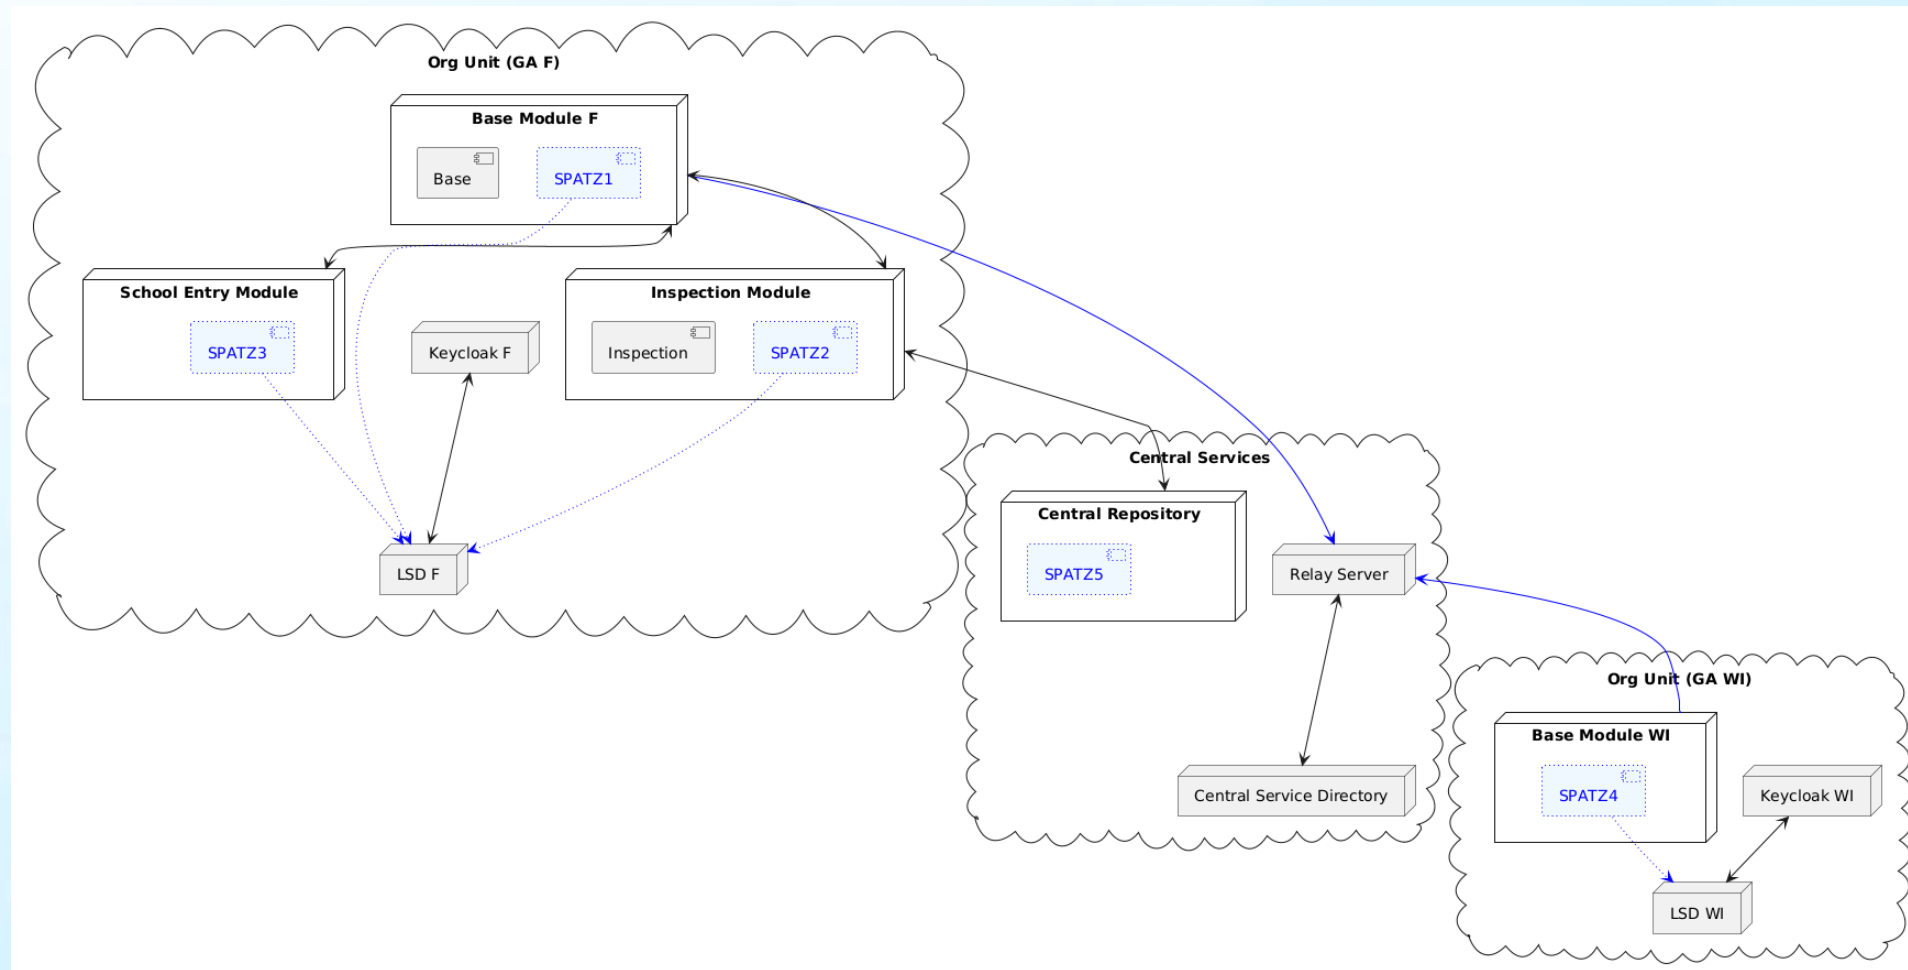 Org Unit (GA F)
Base Module F
Base
SPATZ1
School Entry Module
SPATZ3
Keycloak F
Inspection Module
Inspection
SPATZ2
LSD F
Central Services
Central Repository
SPATZ5
Relay Server
Central Service Directory
Org Unit (GA WI)
Base Module WI
SPATZ4
Keycloak WI
LSD WI